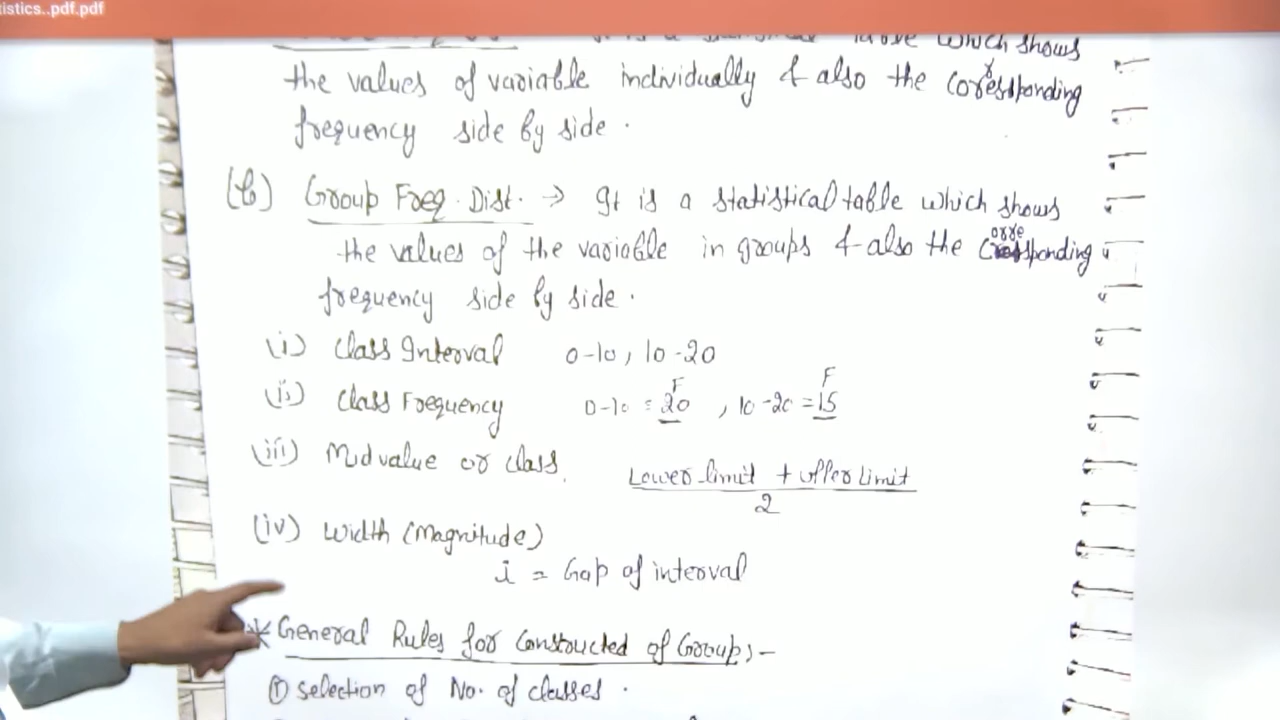 istics..pdf.pdf
which shows
the values of variable individually & also the corresponding
frequency side by side .
(b) Group Freq. Dist. → It is a statistical table which shows
the values of the variable in groups & also the corresponding
frequency side by side .
(i) Class Interval 0-10, 10-20
(ii) Class Frequency 0-10 = 20 F , 10-20 = 15 F
(iii) Midvalue or class. Lower limit + upper Limit / 2
(iv) Width (Magnitude)
i = Gap of interval
* General Rules for Constructed of Groups :-
① selection of No. of classes .